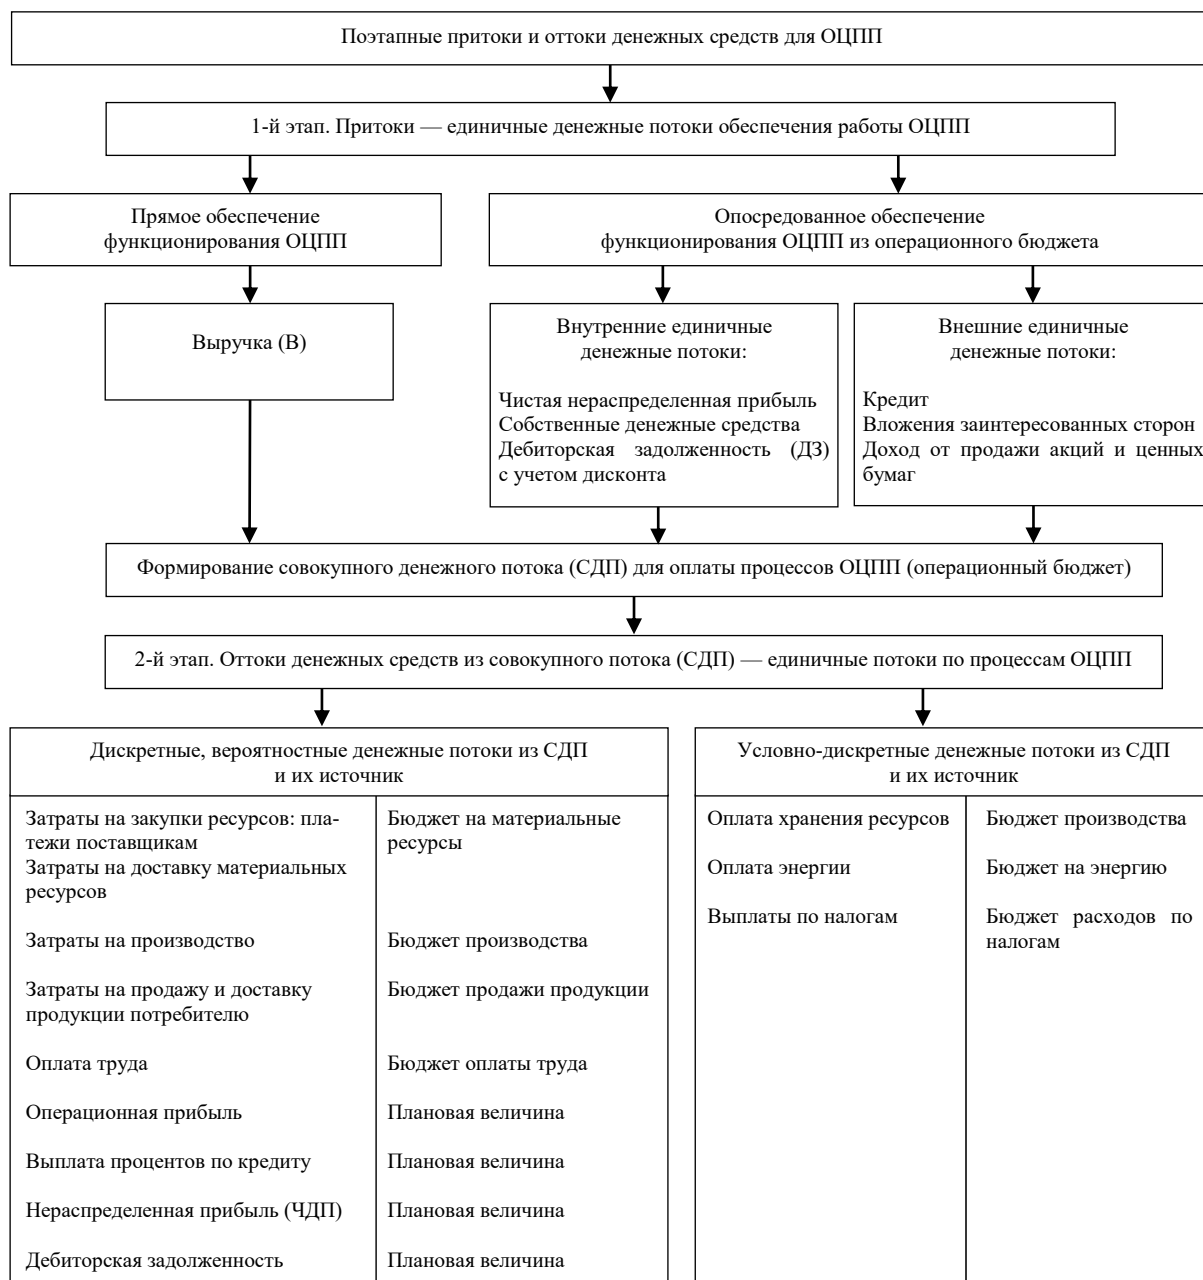 Поэтапные притоки и оттоки денежных средств для ОЦПП
1-й этап. Притоки — единичные денежные потоки обеспечения работы ОЦПП
Прямое обеспечение
функционирования ОЦПП
Опосредованное обеспечение
функционирования ОЦПП из операционного бюджета
Выручка (В)
Внутренние единичные
денежные потоки:
Чистая нераспределенная прибыль
Собственные денежные средства
Дебиторская задолженность (ДЗ)
с учетом дисконта
Внешние единичные
денежные потоки:
Кредит
Вложения заинтересованных сторон
Доход от продажи акций и ценных
бумаг
Формирование совокупного денежного потока (СДП) для оплаты процессов ОЦПП (операционный бюджет)
2-й этап. Оттоки денежных средств из совокупного потока (СДП) — единичные потоки по процессам ОЦПП
Дискретные, вероятностные денежные потоки из СДП
и их источник
Затраты на закупки ресурсов: пла-
тежи поставщикам
Затраты на доставку материальных
ресурсов
Бюджет на материальные
ресурсы
Затраты на производство
Бюджет производства
Затраты на продажу и доставку
продукции потребителю
Бюджет продажи продукции
Оплата труда
Бюджет оплаты труда
Операционная прибыль
Плановая величина
Выплата процентов по кредиту
Плановая величина
Нераспределенная прибыль (ЧДП)
Плановая величина
Дебиторская задолженность
Плановая величина
Условно-дискретные денежные потоки из СДП
и их источник
Оплата хранения ресурсов
Бюджет производства
Оплата энергии
Бюджет на энергию
Выплаты по налогам
Бюджет расходов по
налогам